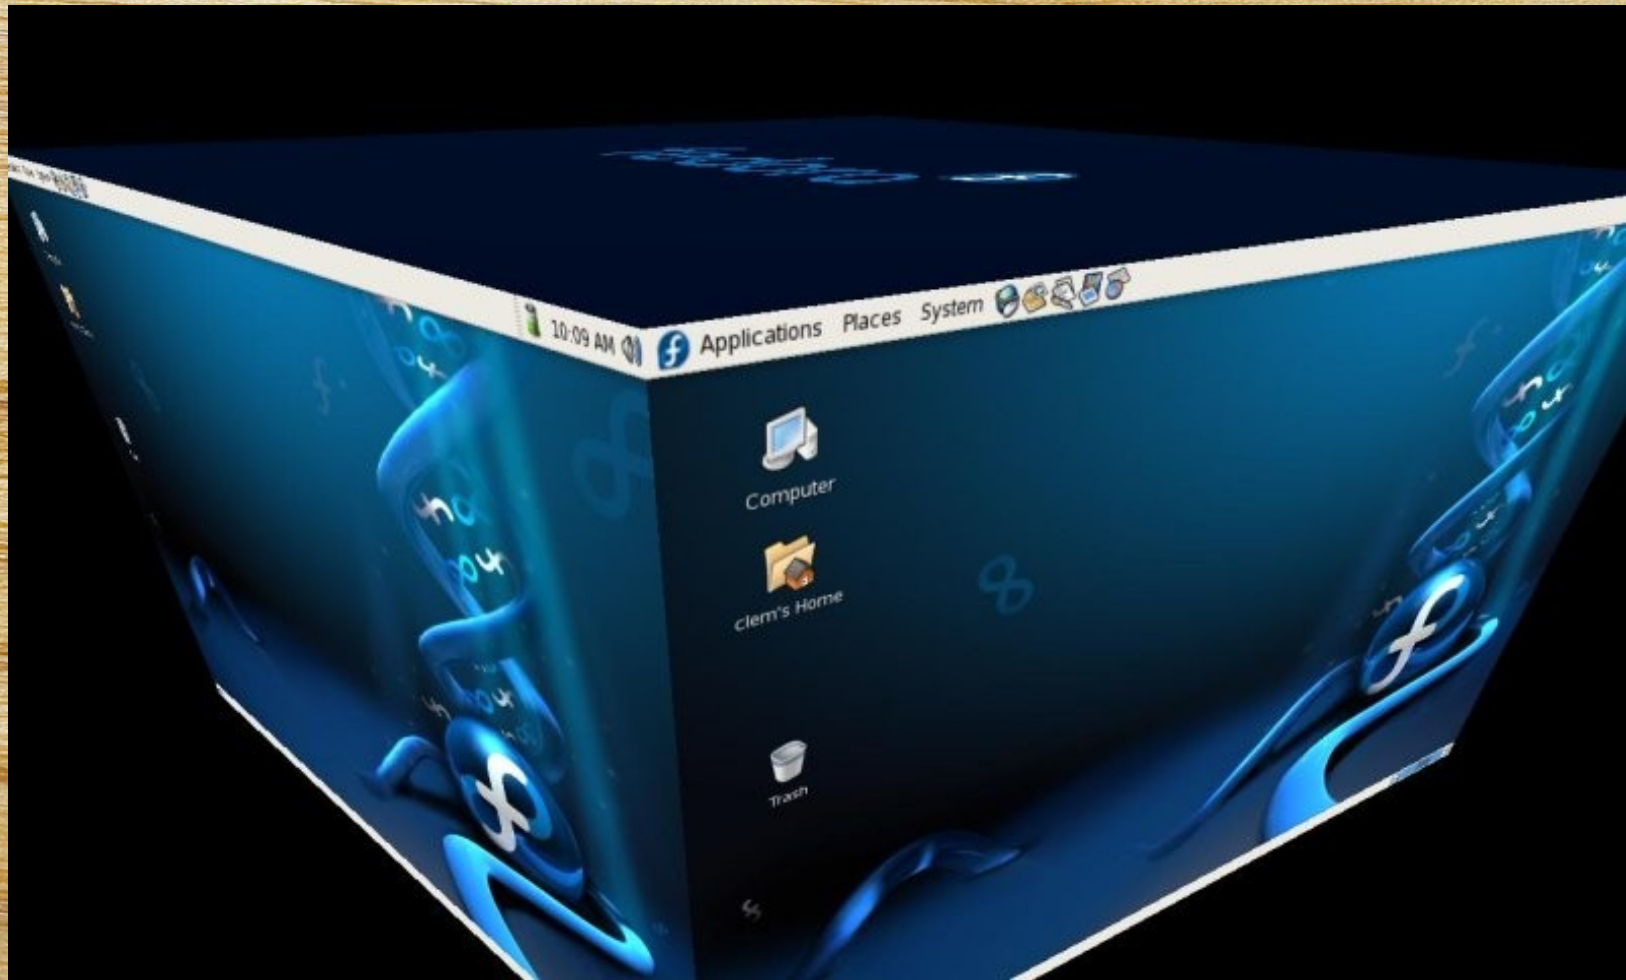 10:09 AM
Applications Places System
Computer
clem's Home
Trash